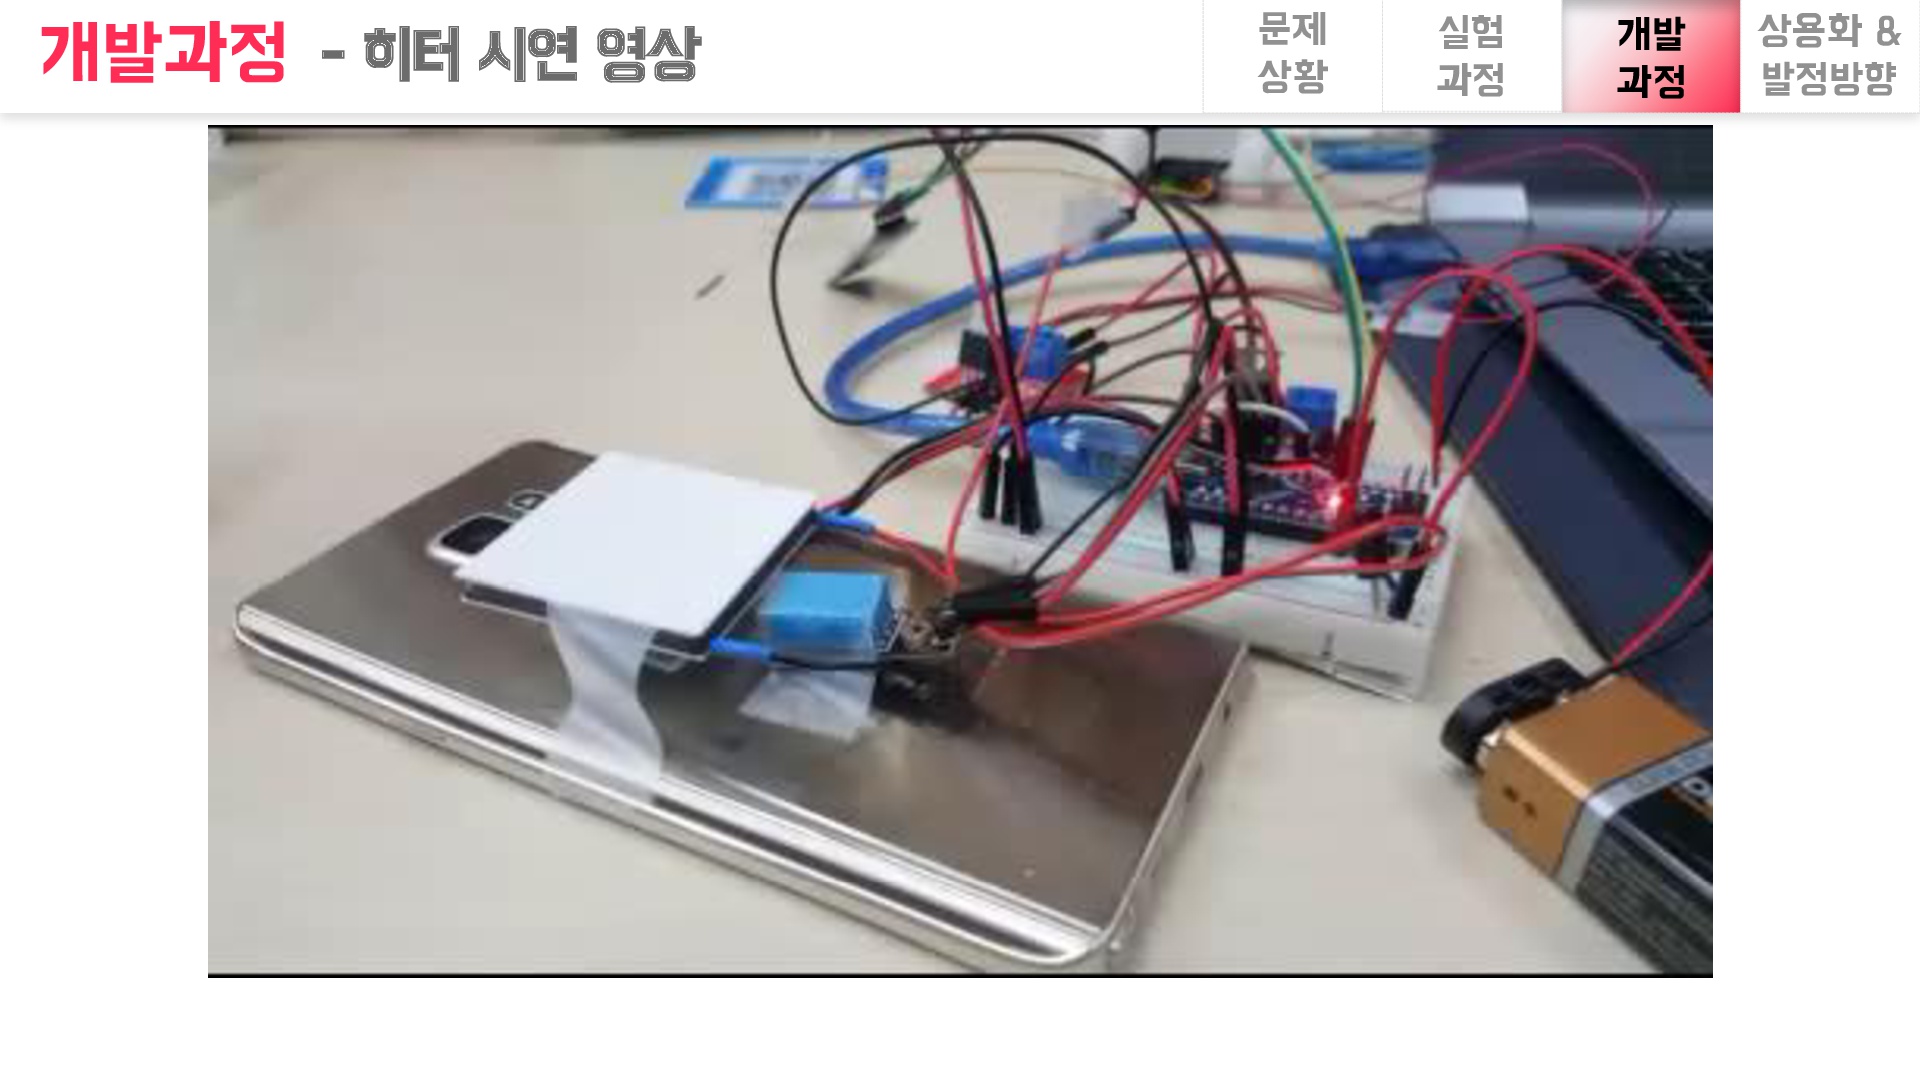 개발과정 - 히터 시연 영상
문제
상황
실험
과정
개발
과정
상용화 &
발정방향